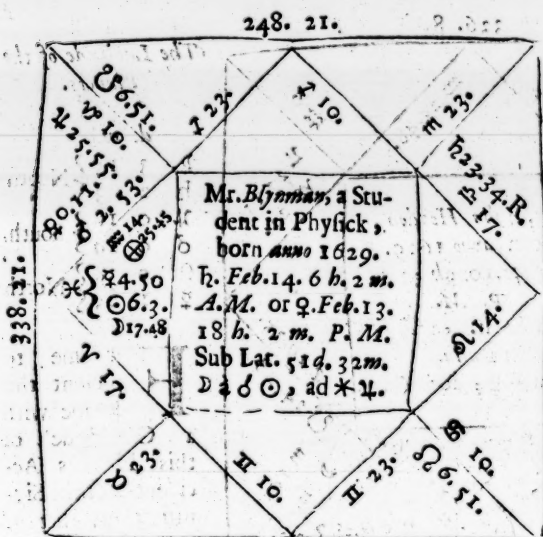 248. 21.
☋ 6.51.
♑ 10.
♃ 25.55.
♀ 0.11.
♂ 2.53.
♒ 14.
⊕ 25.45
♐ 23.
♐ 10.
♏ 23.
♄ 23.34. R.
♎ 17.
Mr. Blynman, a Stu-
dent in Physick,
born anno 1629.
♄. Feb. 14. 6 h. 2 m.
A.M. or ♀. Feb. 13.
18 h. 2 m. P. M.
Sub Lat. 51d. 32m.
☽ à ☌ ☉, ad ⚹ ♃.
338. 21.
♓ { ☿ 4.50
☉ 6.3.
☽ 17.48
♌. 14.
♈ 17.
♉ 23.
♊ 10.
♊ 23.
♋ 10.
☊ 6. 51.